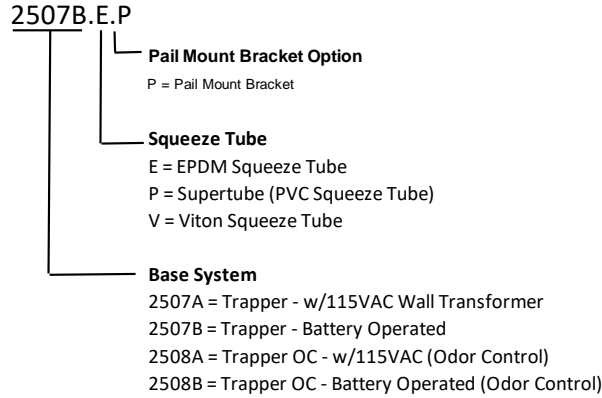 2507B.E.P
Pail Mount Bracket Option
P = Pail Mount Bracket
Squeeze Tube
E = EPDM Squeeze Tube
P = Supertube (PVC Squeeze Tube)
V = Viton Squeeze Tube
Base System
2507A = Trapper - w/115VAC Wall Transformer
2507B = Trapper - Battery Operated
2508A = Trapper OC - w/115VAC (Odor Control)
2508B = Trapper OC - Battery Operated (Odor Control)